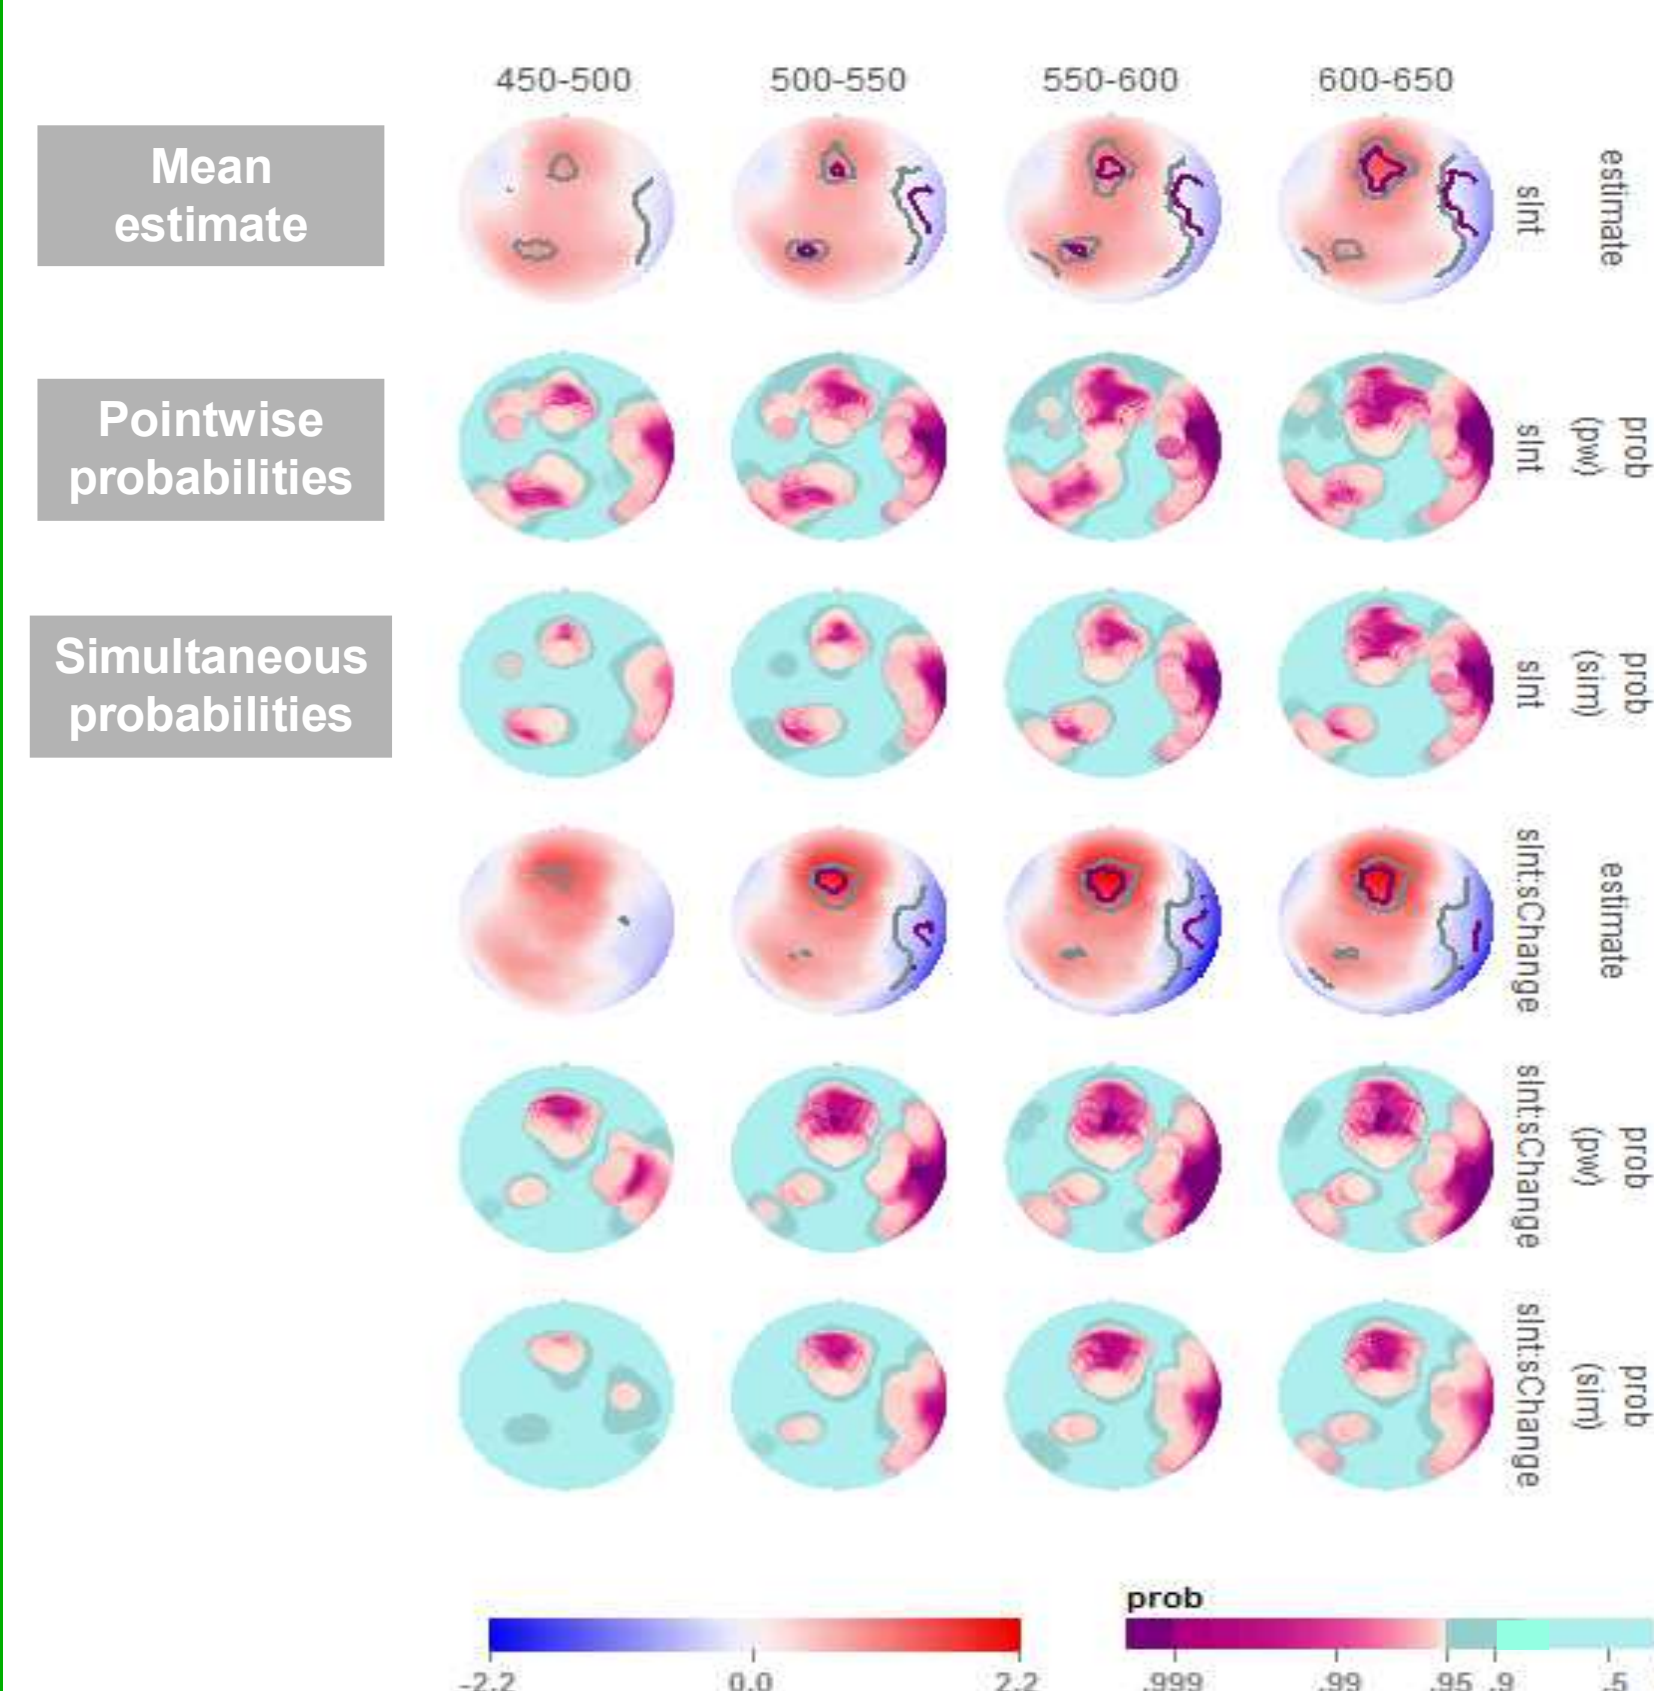 450-500 500-550 550-600 600-650
Mean
estimate
sInt
estimate
Pointwise
probabilities
sInt
prob
(pw)
Simultaneous
probabilities
sInt
prob
(sim)
sInt:sChange
estimate
sInt:sChange
prob
(pw)
sInt:sChange
prob
(sim)
prob
-2.2 0.0 2.2 .999 .99 .95 .9 .5